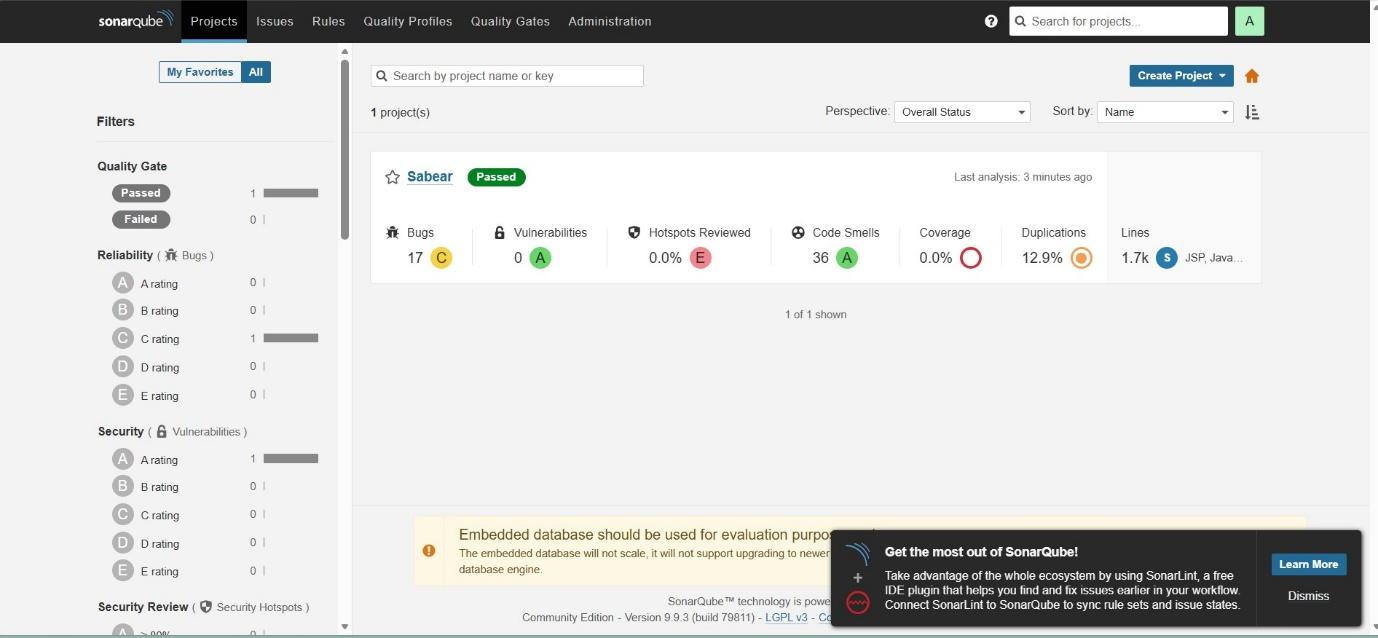 sonarqube Projects Issues Rules Quality Profiles Quality Gates Administration ? Search for projects... A
My Favorites All
Search by project name or key Create Project
1 project(s) Perspective: Overall Status Sort by: Name
Filters
Quality Gate
Passed 1
Failed 0
Reliability ( Bugs )
A A rating 0
B B rating 0
C C rating 1
D D rating 0
E E rating 0
Security ( Vulnerabilities )
A A rating 1
B B rating 0
C C rating 0
D D rating 0
E E rating 0
Security Review ( Security Hotspots )
A ≥ 80% 0
Sabear Passed Last analysis: 3 minutes ago
Bugs Vulnerabilities Hotspots Reviewed Code Smells Coverage Duplications Lines
17 C 0 A 0.0% E 36 A 0.0% 12.9% 1.7k S JSP, Java...
1 of 1 shown
Embedded database should be used for evaluation
The embedded database will not scale, it will not support upgrading to newer
database engine.
SonarQube™ technology is
Community Edition - Version 9.9.3 (build 79811) - LGPL v3 -
Get the most out of SonarQube!
Take advantage of the whole ecosystem by using SonarLint, a free
IDE plugin that helps you find and fix issues earlier in your workflow.
Connect SonarLint to SonarQube to sync rule sets and issue states.
Learn More
Dismiss